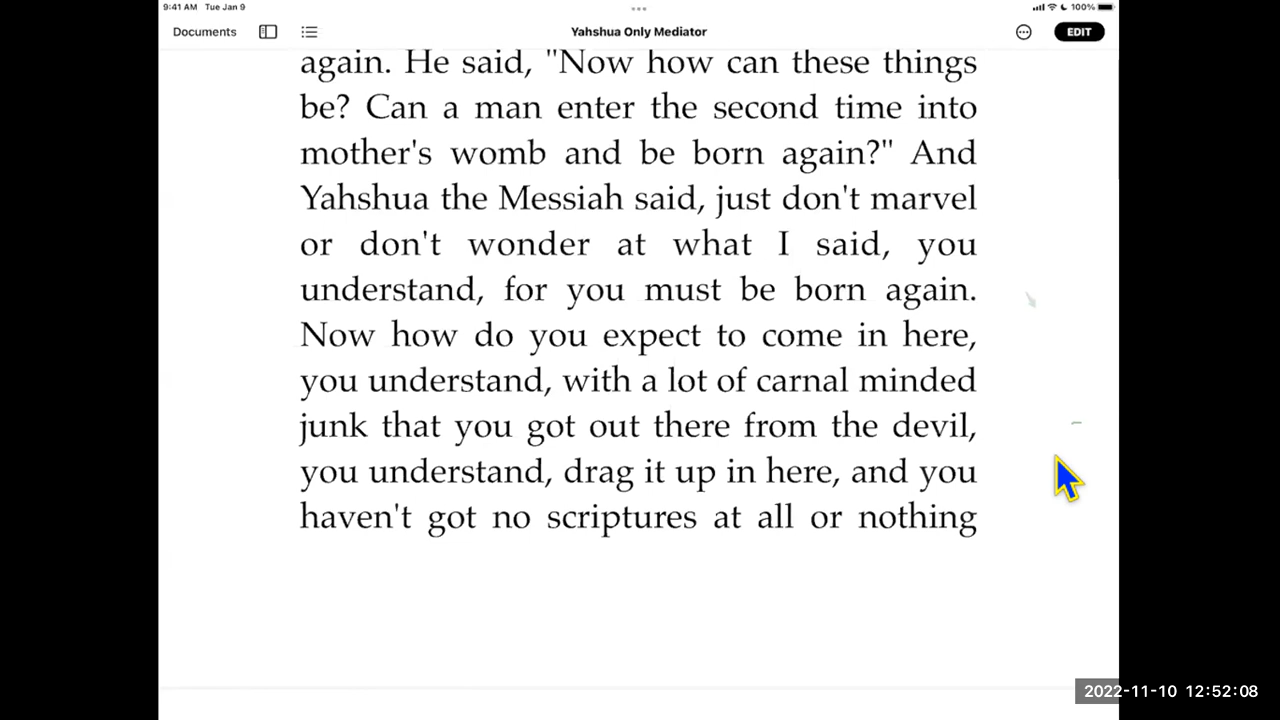 9:41 AM Tue Jan 9
100%
Documents
Yahshua Only Mediator
EDIT
again. He said, "Now how can these things
be? Can a man enter the second time into
mother's womb and be born again?" And
Yahshua the Messiah said, just don't marvel
or don't wonder at what I said, you
understand, for you must be born again.
Now how do you expect to come in here,
you understand, with a lot of carnal minded
junk that you got out there from the devil,
you understand, drag it up in here, and you
haven't got no scriptures at all or nothing
2022-11-10 12:52:08